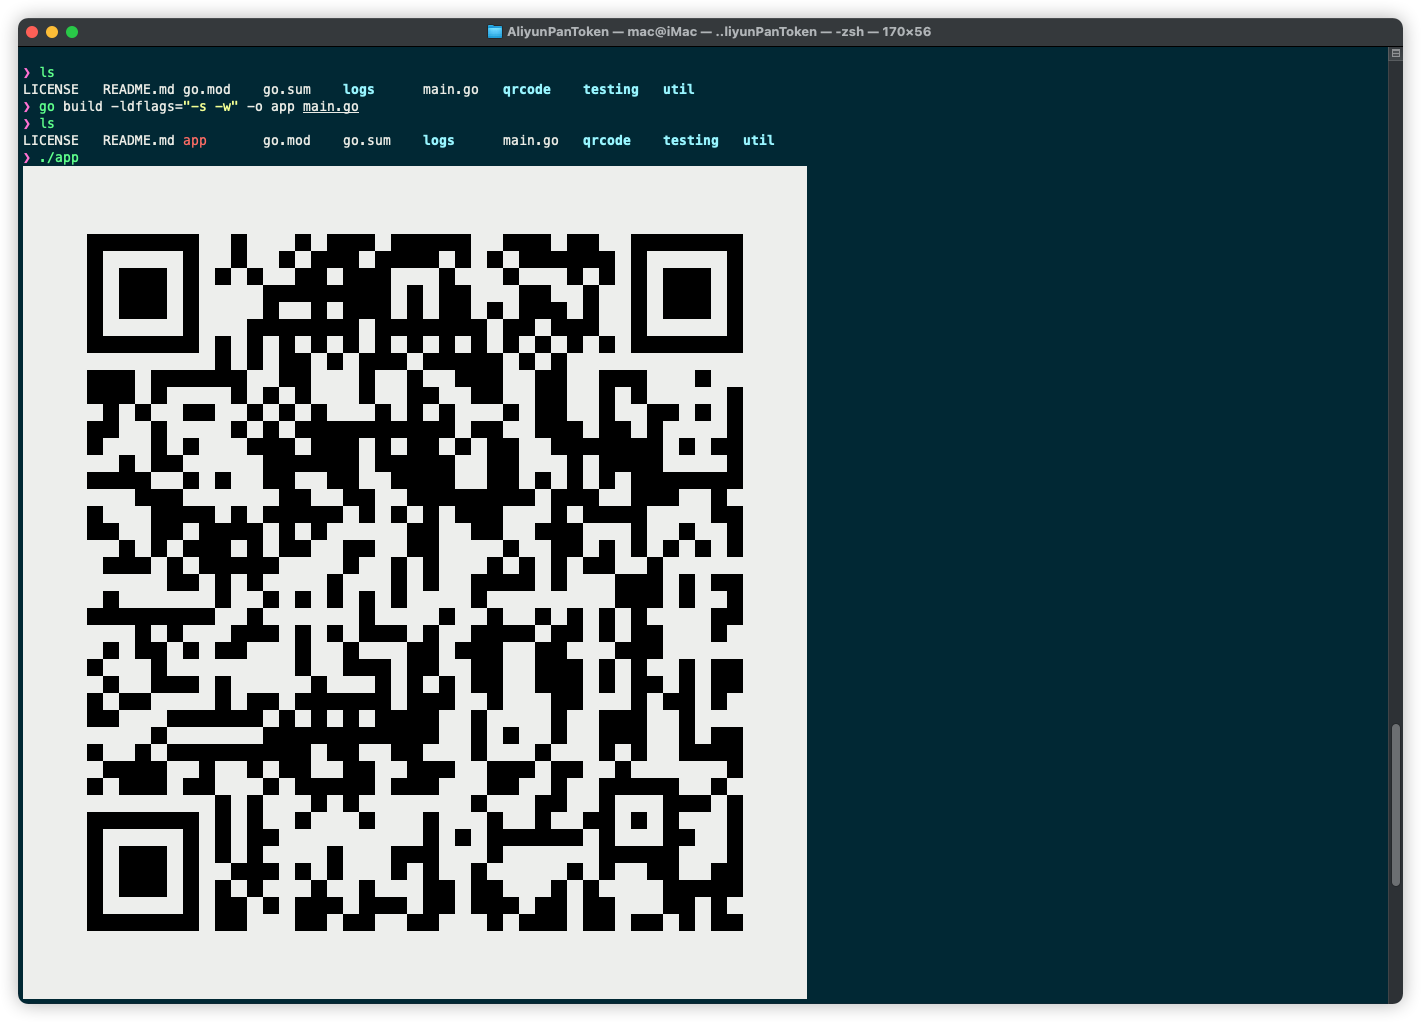 AliyunPanToken — mac@iMac — ..liyunPanToken — -zsh — 170×56
❯ ls
LICENSE README.md go.mod go.sum logs main.go qrcode testing util
❯ go build -ldflags="-s -w" -o app main.go
❯ ls
LICENSE README.md app go.mod go.sum logs main.go qrcode testing util
❯ ./app